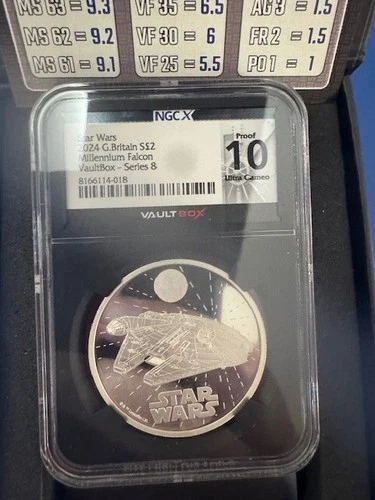 MS 63 = 9.3
MS 62 = 9.2
MS 61 = 9.1
VF 35 = 6.5
VF 30 = 6
VF 25 = 5.5
AG 3 = 1.5
FR 2 = 1.5
PO 1 = 1
NGCX
Star Wars
2024 G.Britain S£2
Millennium Falcon
VaultBox - Series 8
8166114-018
Proof
10
Ultra Cameo
VAULTBOX
STAR
WARS